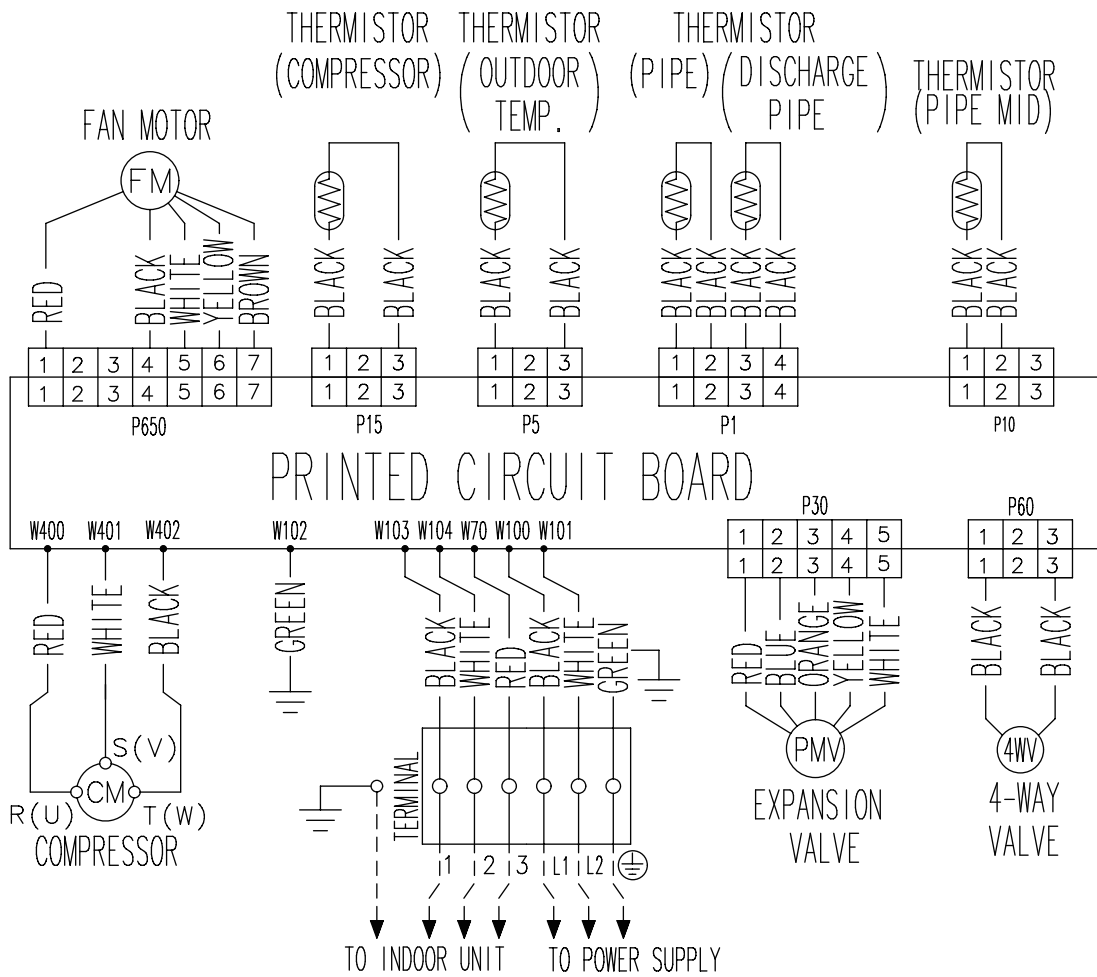 THERMISTOR THERMISTOR THERMISTOR
(COMPRESSOR) (OUTDOOR TEMP.) (PIPE) (DISCHARGE PIPE)
THERMISTOR
(PIPE MID)
FAN MOTOR
FM
RED BLACK WHITE YELLOW BROWN
BLACK BLACK
BLACK BLACK
BLACK BLACK BLACK BLACK
BLACK BLACK
1 2 3 4 5 6 7 1 2 3 1 2 3 1 2 3 4 1 2 3
1 2 3 4 5 6 7 1 2 3 1 2 3 1 2 3 4 1 2 3
P650 P15 P5 P1 P10
PRINTED CIRCUIT BOARD
P30 P60
W400 W401 W402 W102 W103 W104 W70 W100 W101
1 2 3 4 5 1 2 3
1 2 3 4 5 1 2 3
RED WHITE BLACK
GREEN
BLACK WHITE RED BLACK WHITE GREEN
RED BLUE ORANGE YELLOW WHITE
BLACK BLACK
S(V)
CM
R(U) T(W)
COMPRESSOR
TERMINAL
PMV
EXPANSION
VALVE
4WV
4-WAY
VALVE
1 2 3 L1 L2
TO INDOOR UNIT TO POWER SUPPLY